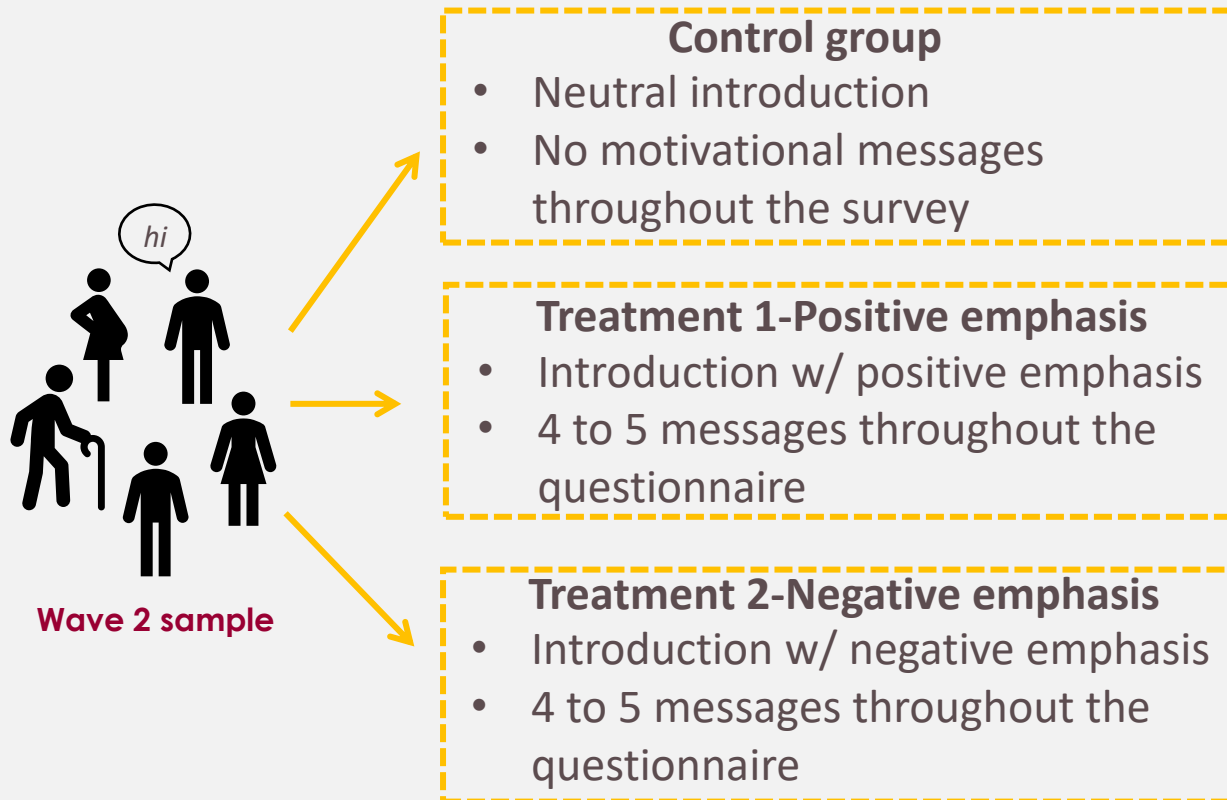 Control group
• Neutral introduction
• No motivational messages
throughout the survey
hi
Treatment 1-Positive emphasis
• Introduction w/ positive emphasis
• 4 to 5 messages throughout the
questionnaire
Wave 2 sample
Treatment 2-Negative emphasis
• Introduction w/ negative emphasis
• 4 to 5 messages throughout the
questionnaire